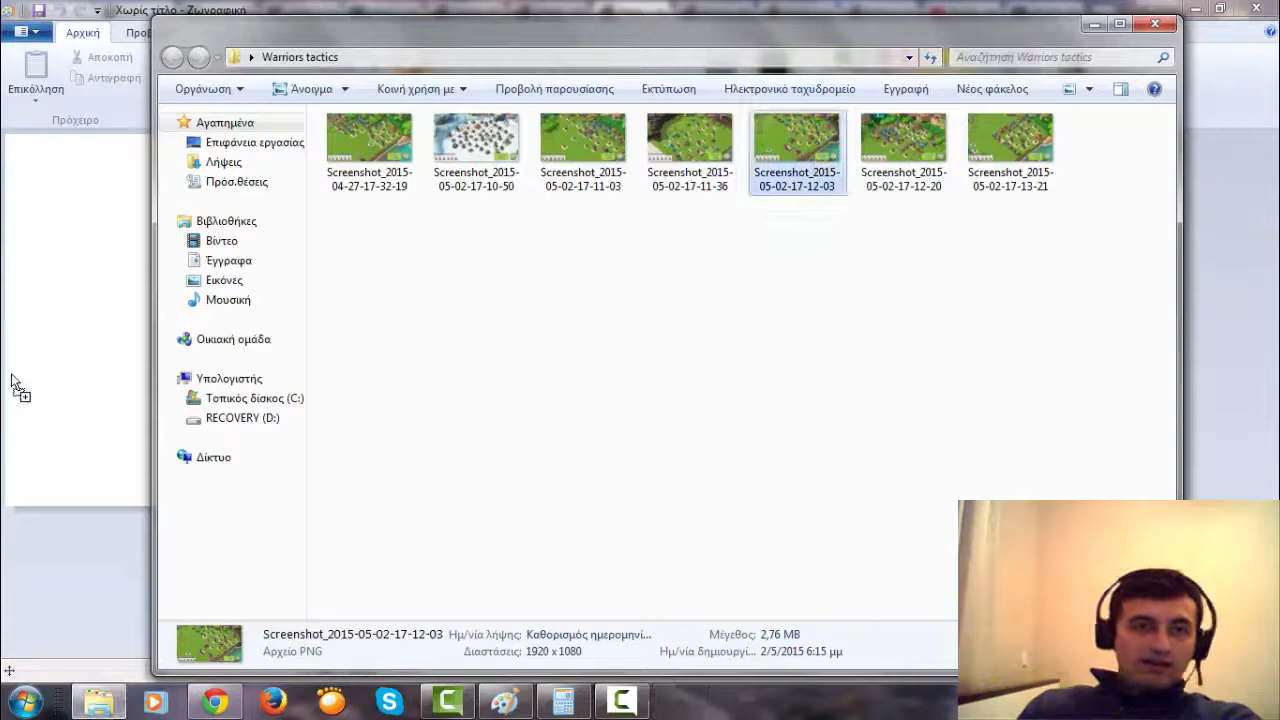 Χωρίς τίτλο - Ζωγραφική
Αρχική
Προβ
Επικόλληση
Αποκοπή
Αντιγραφή
Πρόχειρο
Warriors tactics
Αναζήτηση Warriors tactics
Οργάνωση
Άνοιγμα
Κοινή χρήση με
Προβολή παρουσίασης
Εκτύπωση
Ηλεκτρονικό ταχυδρομείο
Εγγραφή
Νέος φάκελος
Αγαπημένα
Επιφάνεια εργασίας
Λήψεις
Πρόσ.θέσεις
Βιβλιοθήκες
Βίντεο
Έγγραφα
Εικόνες
Μουσική
Οικιακή ομάδα
Υπολογιστής
Τοπικός δίσκος (C:)
RECOVERY (D:)
Δίκτυο
Screenshot_2015-
04-27-17-32-19
Screenshot_2015-
05-02-17-10-50
Screenshot_2015-
05-02-17-11-03
Screenshot_2015-
05-02-17-11-36
Screenshot_2015-
05-02-17-12-03
Screenshot_2015-
05-02-17-12-20
Screenshot_2015-
05-02-17-13-21
Screenshot_2015-05-02-17-12-03
Ημ/νία λήψης: Καθορισμός ημερομηνί...
Μέγεθος: 2,76 MB
Αρχείο PNG
Διαστάσεις: 1920 x 1080
Ημ/νία δημιουργί... 2/5/2015 6:15 μμ